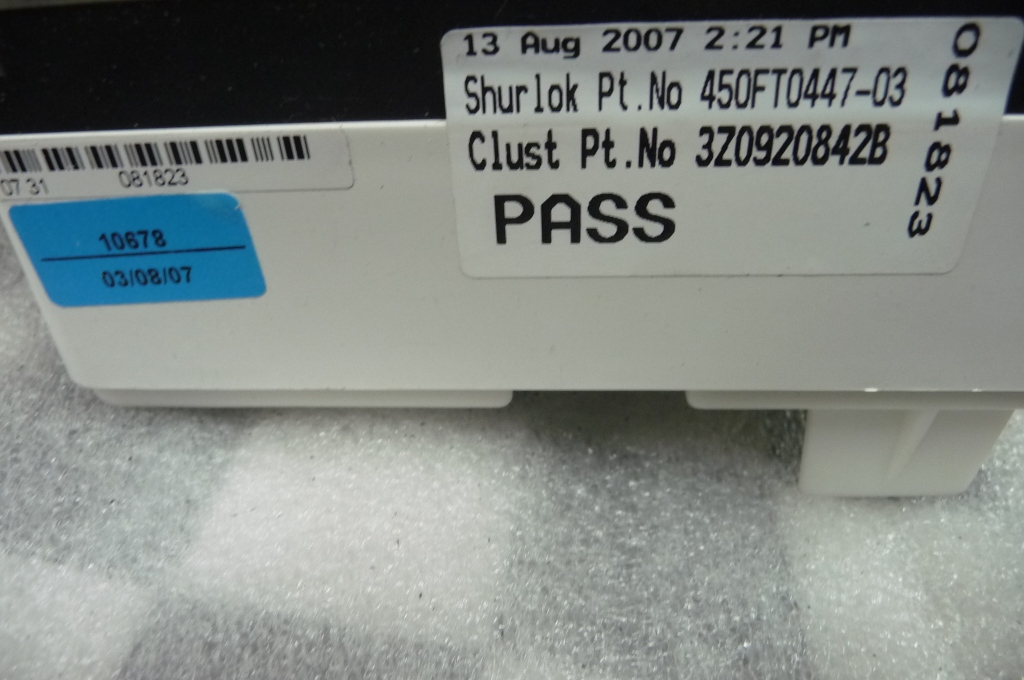 13 Aug 2007 2:21 PM
Shurlok Pt.No 450FT0447-03
Clust Pt.No 3Z0920842B
PASS
081823
07 31 081823
10678
03/08/07